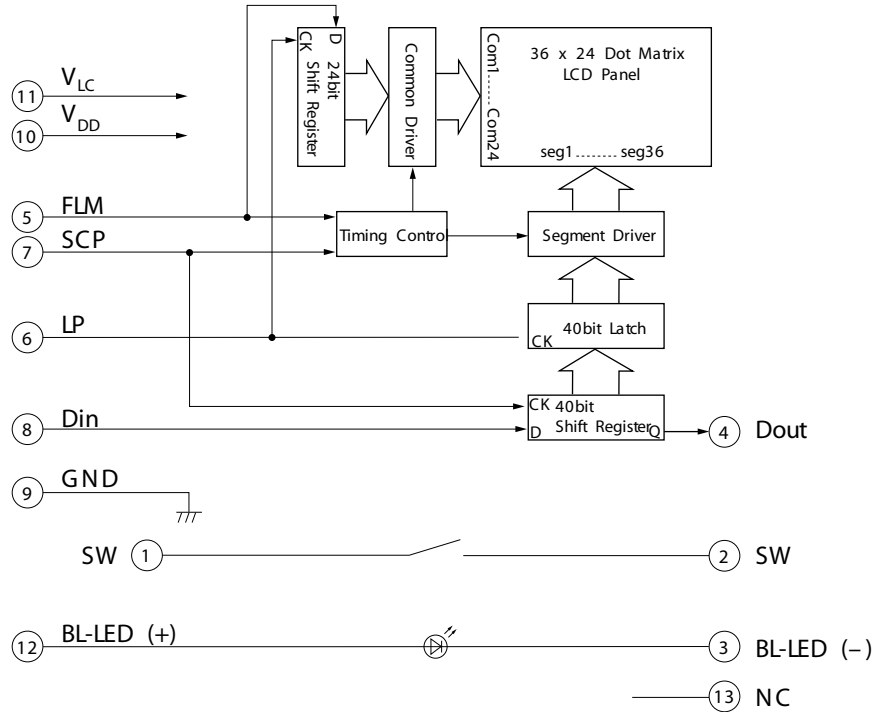 D
CK
24bit
Shift Register
Common Driver
Com1........Com24
36 x 24 Dot Matrix
LCD Panel
seg1 ........ seg36
11 VLC
10 VDD
5 FLM
7 SCP
Timing Control
Segment Driver
6 LP
40bit Latch
CK
CK 40bit
Shift Register
D
Q
8 Din
4 Dout
9 GND
SW 1
2 SW
12 BL-LED (+)
3 BL-LED (−)
13 NC